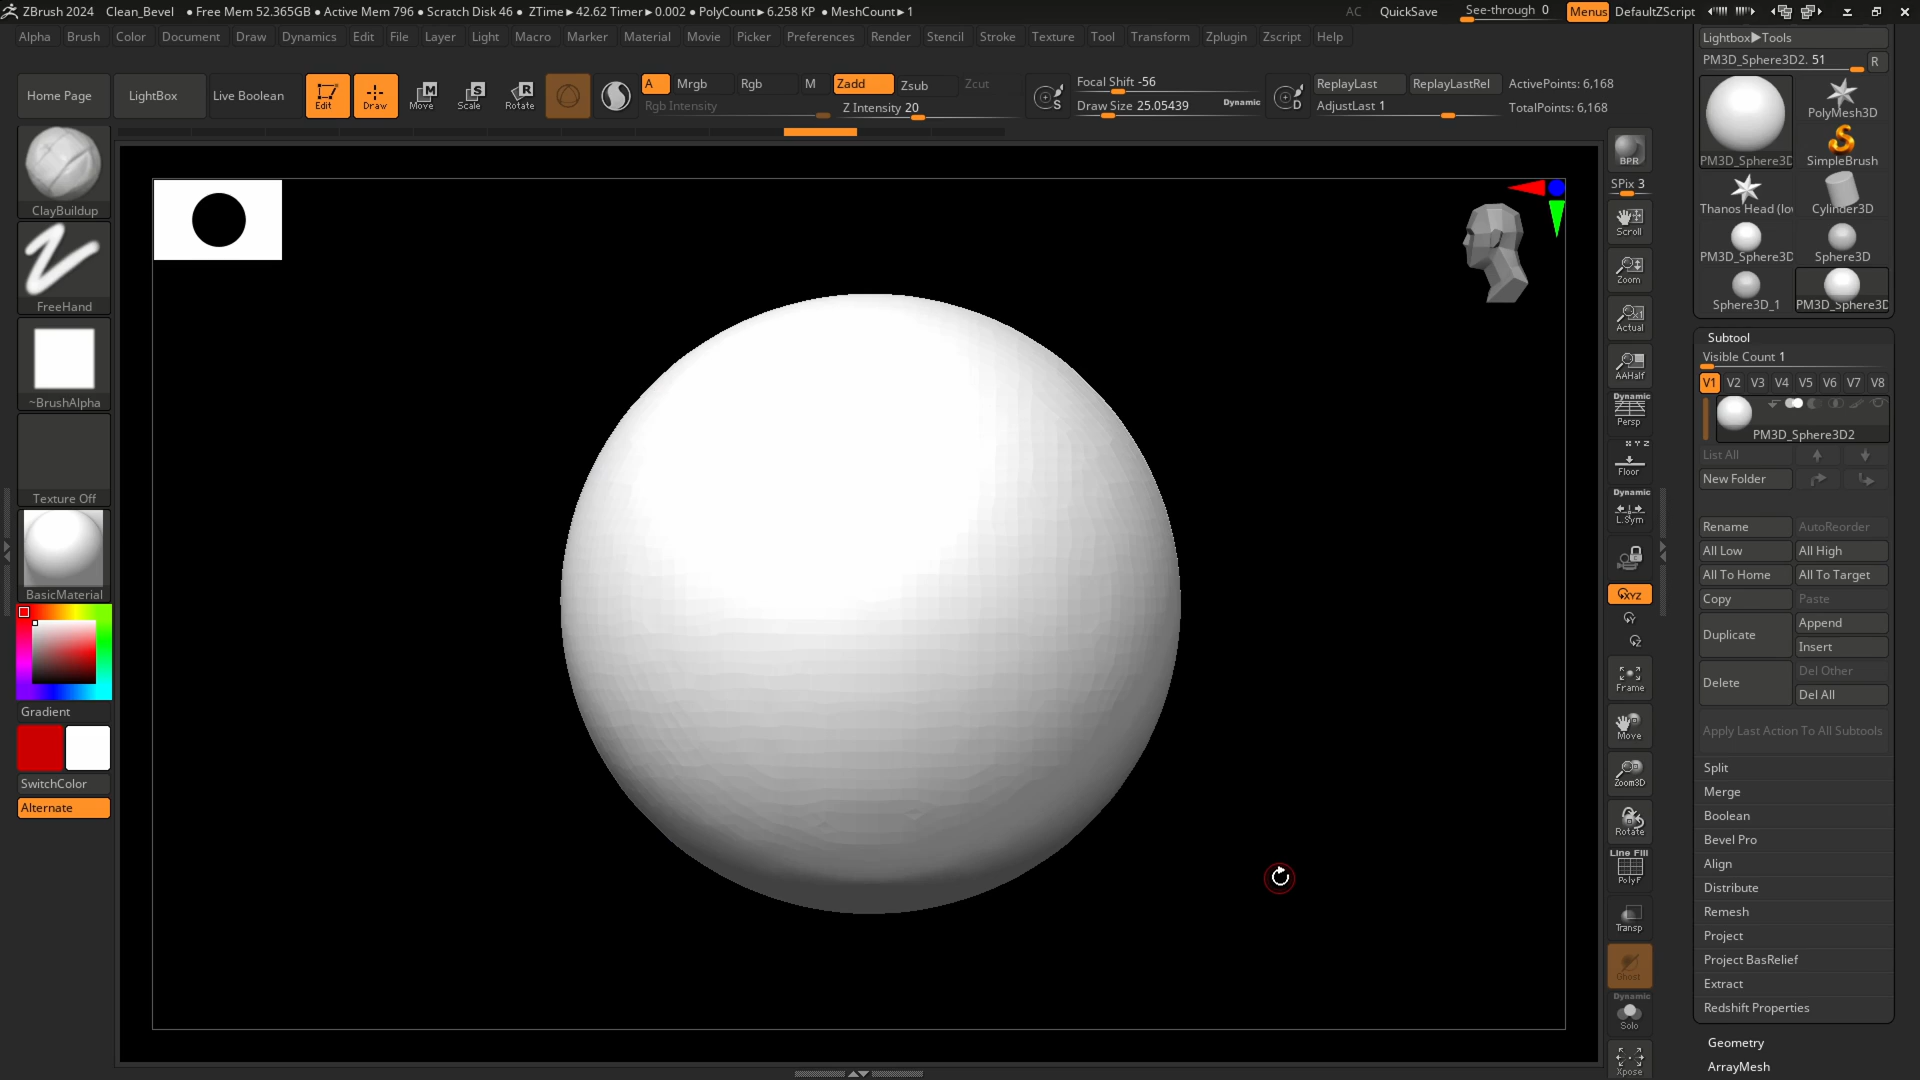 ZBrush 2024 Clean_Bevel ● Free Mem 52.365GB ● Active Mem 796 ● Scratch Disk 46 ● ZTime►42.62 Timer►0.002 ● PolyCount►6.258 KP ● MeshCount►1 AC QuickSave See-through 0 Menus DefaultZScript
Alpha Brush Color Document Draw Dynamics Edit File Layer Light Macro Marker Material Movie Picker Preferences Render Stencil Stroke Texture Tool Transform Zplugin Zscript Help
Home Page LightBox Live Boolean Edit Draw Move Scale Rotate
M S R
A Mrgb Rgb M Zadd Zsub Zcut
Rgb Intensity Z Intensity 20
S Focal Shift -56
Draw Size 25.05439 Dynamic
D ReplayLast ReplayLastRel
AdjustLast 1
ActivePoints: 6,168
TotalPoints: 6,168
ClayBuildup
FreeHand
~BrushAlpha
Texture Off
BasicMaterial
Gradient
SwitchColor
Alternate
BPR
SPix 3
Scroll
Zoom
Actual
AAHalf
Dynamic
Persp
X Y Z
Floor
Dynamic
L.Sym
XYZ
Y
Z
Frame
Move
Zoom3D
Rotate
Line Fill
PolyF
Transp
Ghost
Dynamic
Solo
Xpose
Lightbox►Tools
PM3D_Sphere3D2. 51 R
PM3D_Sphere3D PolyMesh3D
SimpleBrush
Thanos Head (lo Cylinder3D
PM3D_Sphere3D Sphere3D
Sphere3D_1 PM3D_Sphere3D
Subtool
Visible Count 1
V1 V2 V3 V4 V5 V6 V7 V8
PM3D_Sphere3D2
List All
New Folder
Rename AutoReorder
All Low All High
All To Home All To Target
Copy Paste
Duplicate Append
Insert
Delete Del Other
Del All
Apply Last Action To All Subtools
Split
Merge
Boolean
Bevel Pro
Align
Distribute
Remesh
Project
Project BasRelief
Extract
Redshift Properties
Geometry
ArrayMesh